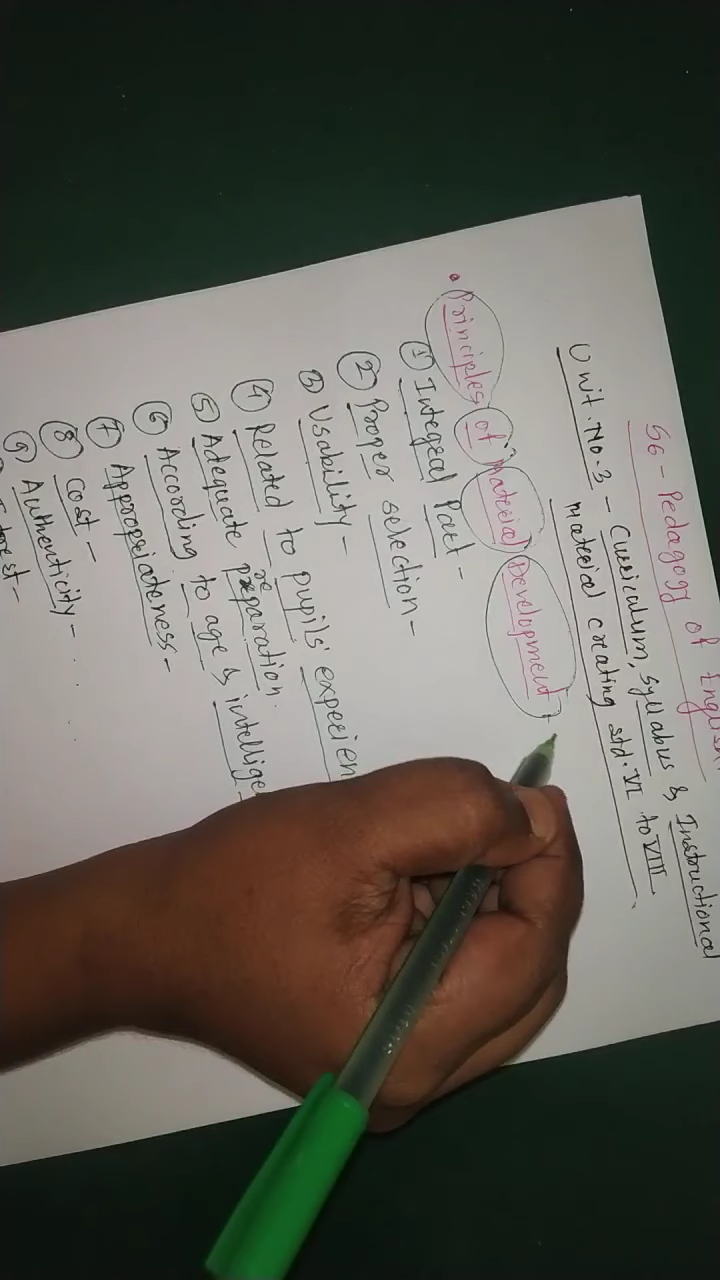 S6 - Pedagogy of English
Unit. No. 3 - Curriculum, Syllabus & Instructional
material creating std. VI to VIII.
• Principles of Material Development:-
① Integral Part -
② Proper selection -
③ Usability -
④ Related to pupils' experien
⑤ Adequate preparation.
⑥ According to age & intellige
⑦ Appropriateness -
⑧ Cost -
⑨ Authenticity - . . .